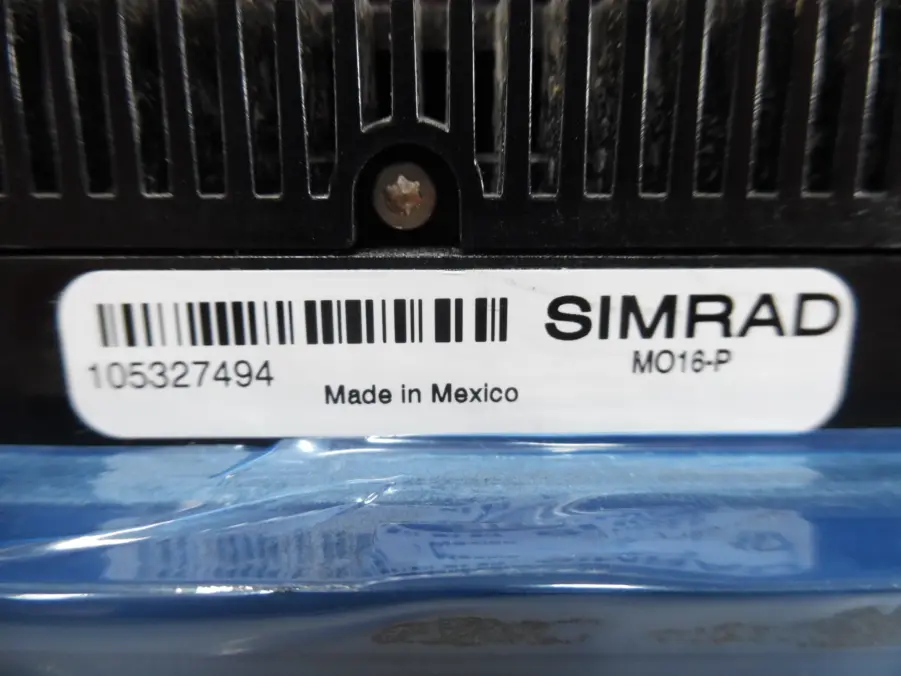 SIMRAD
MO16-P
105327494
Made in Mexico